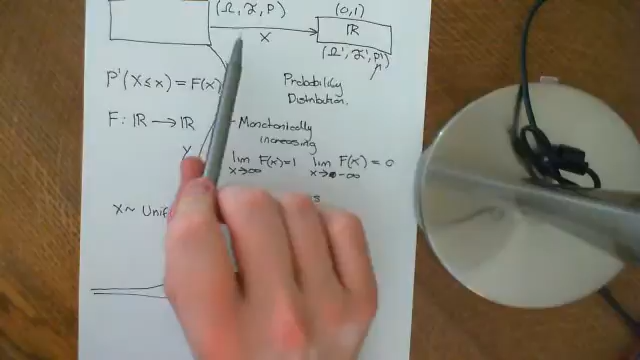 (Ω, ℱ, P)
(0,1)
X
ℝ
(Ω', ℱ', P')
P'(X≤x) = F(x)
Probability
Distribution.
F: ℝ → ℝ
Monotonically
increasing
Y
lim F(x)=1 lim F(x) = 0
x→∞ x→-∞
X ~ Unif